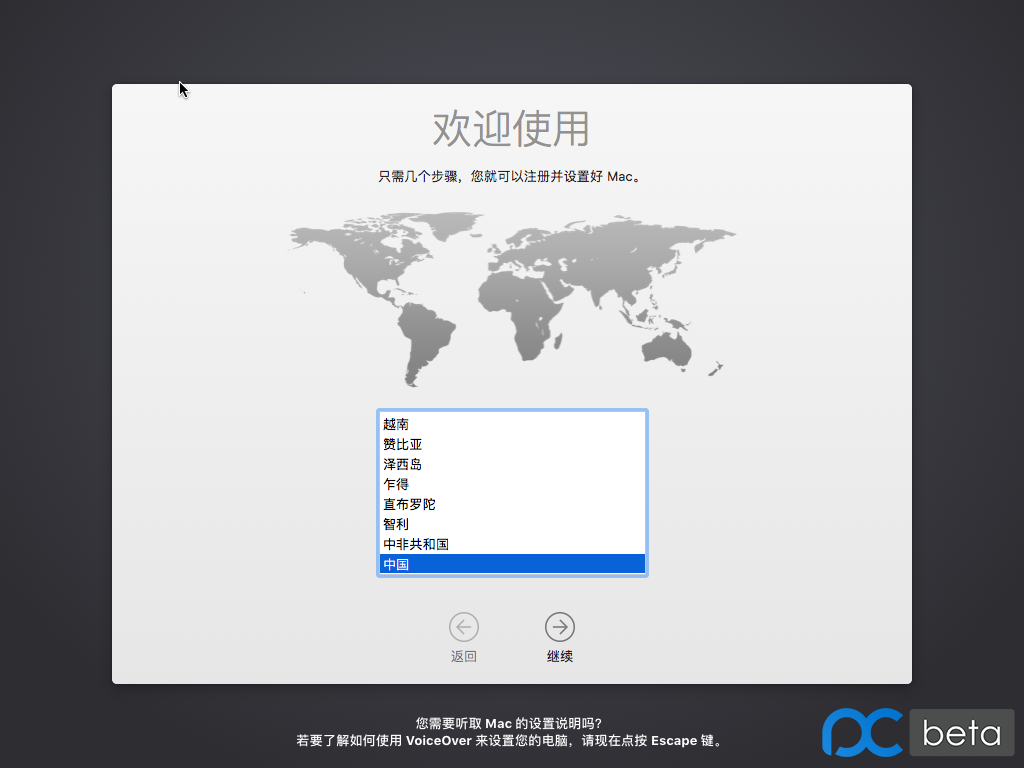 欢迎使用
只需几个步骤，您就可以注册并设置好 Mac。
越南
赞比亚
泽西岛
乍得
直布罗陀
智利
中非共和国
中国
返回
继续
您需要听取 Mac 的设置说明吗？
若要了解如何使用 VoiceOver 来设置您的电脑，请现在点按 Escape 键。
pc beta